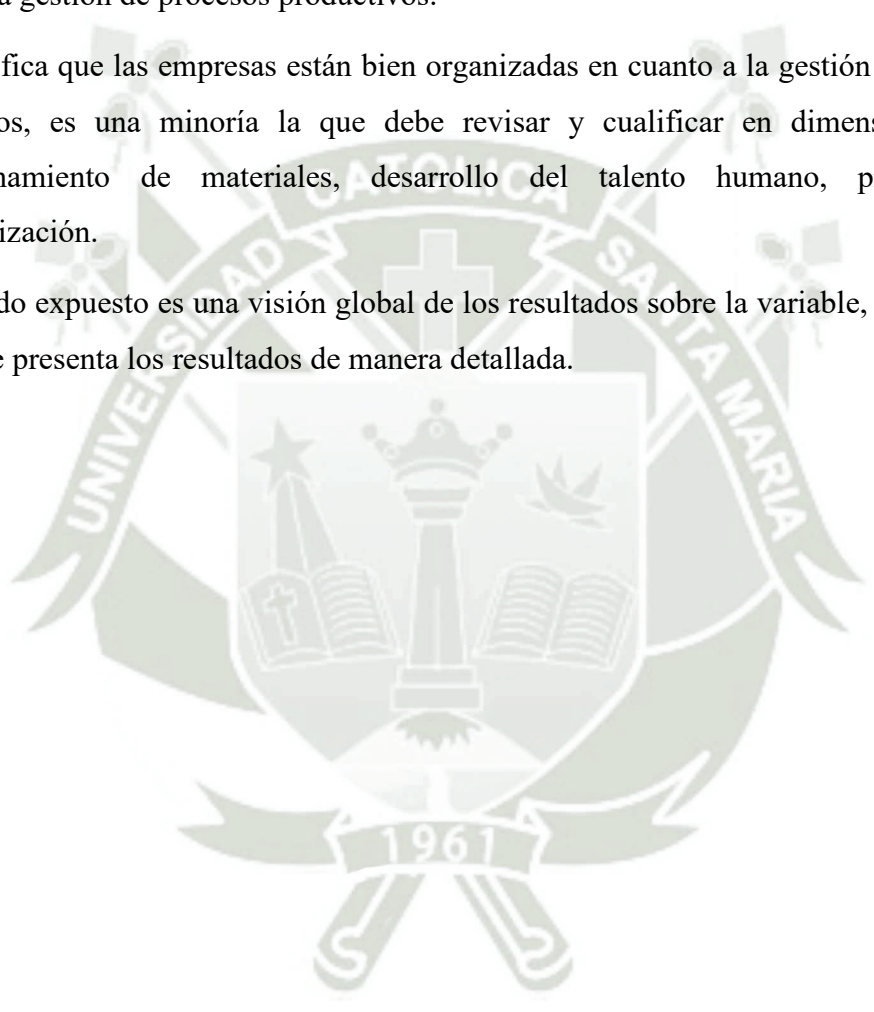 a gestión de procesos productivos.
fica que las empresas están bien organizadas en cuanto a la gestión
os, es una minoría la que debe revisar y cualificar en dimens
namiento de materiales, desarrollo del talento humano, p
ización.
do expuesto es una visión global de los resultados sobre la variable,
e presenta los resultados de manera detallada.
UNIVERSIDAD CATOLICA SANTA MARIA
1961